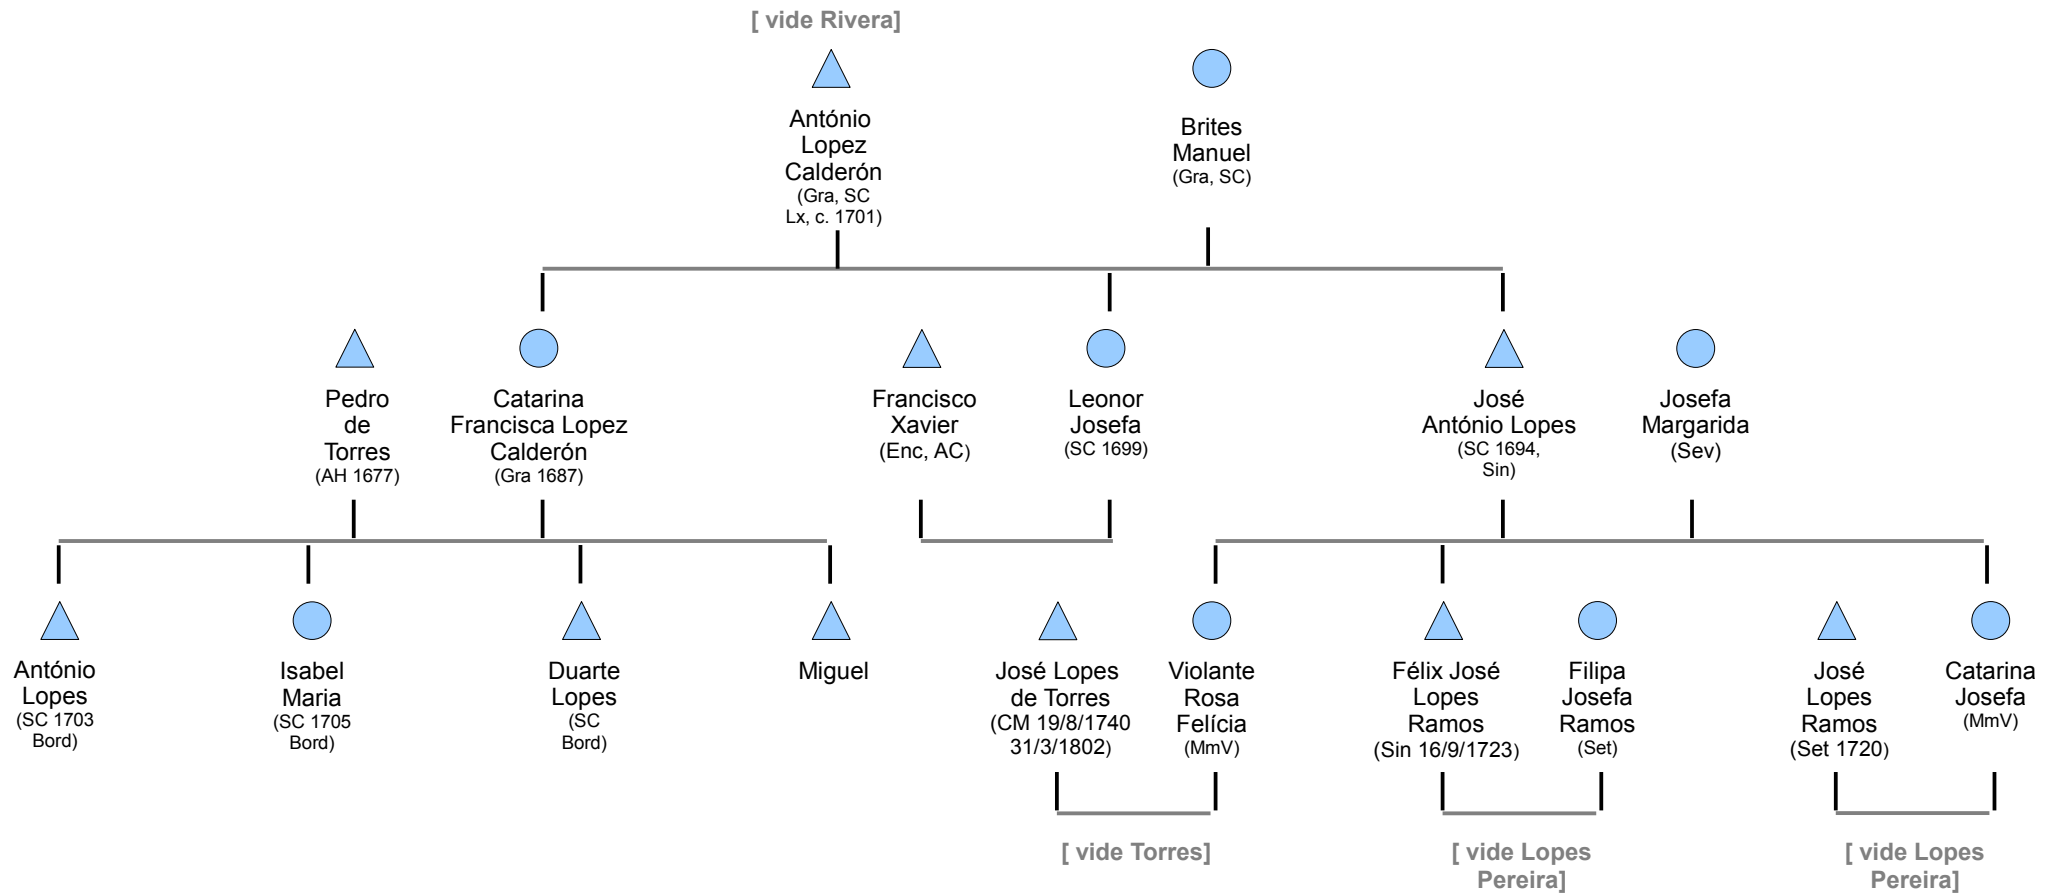 [ vide Rivera]
António
Lopez
Calderón
(Gra, SC
Lx, c. 1701)
Brites
Manuel
(Gra, SC)
Pedro
de
Torres
(AH 1677)
Catarina
Francisca Lopez
Calderón
(Gra 1687)
Francisco
Xavier
(Enc, AC)
Leonor
Josefa
(SC 1699)
José
António Lopes
(SC 1694,
Sin)
Josefa
Margarida
(Sev)
António
Lopes
(SC 1703
Bord)
Isabel
Maria
(SC 1705
Bord)
Duarte
Lopes
(SC
Bord)
Miguel
José Lopes
de Torres
(CM 19/8/1740
31/3/1802)
Violante
Rosa
Felícia
(MmV)
Félix José
Lopes
Ramos
(Sin 16/9/1723)
Filipa
Josefa
Ramos
(Set)
José
Lopes
Ramos
(Set 1720)
Catarina
Josefa
(MmV)
[ vide Torres]
[ vide Lopes
Pereira]
[ vide Lopes
Pereira]